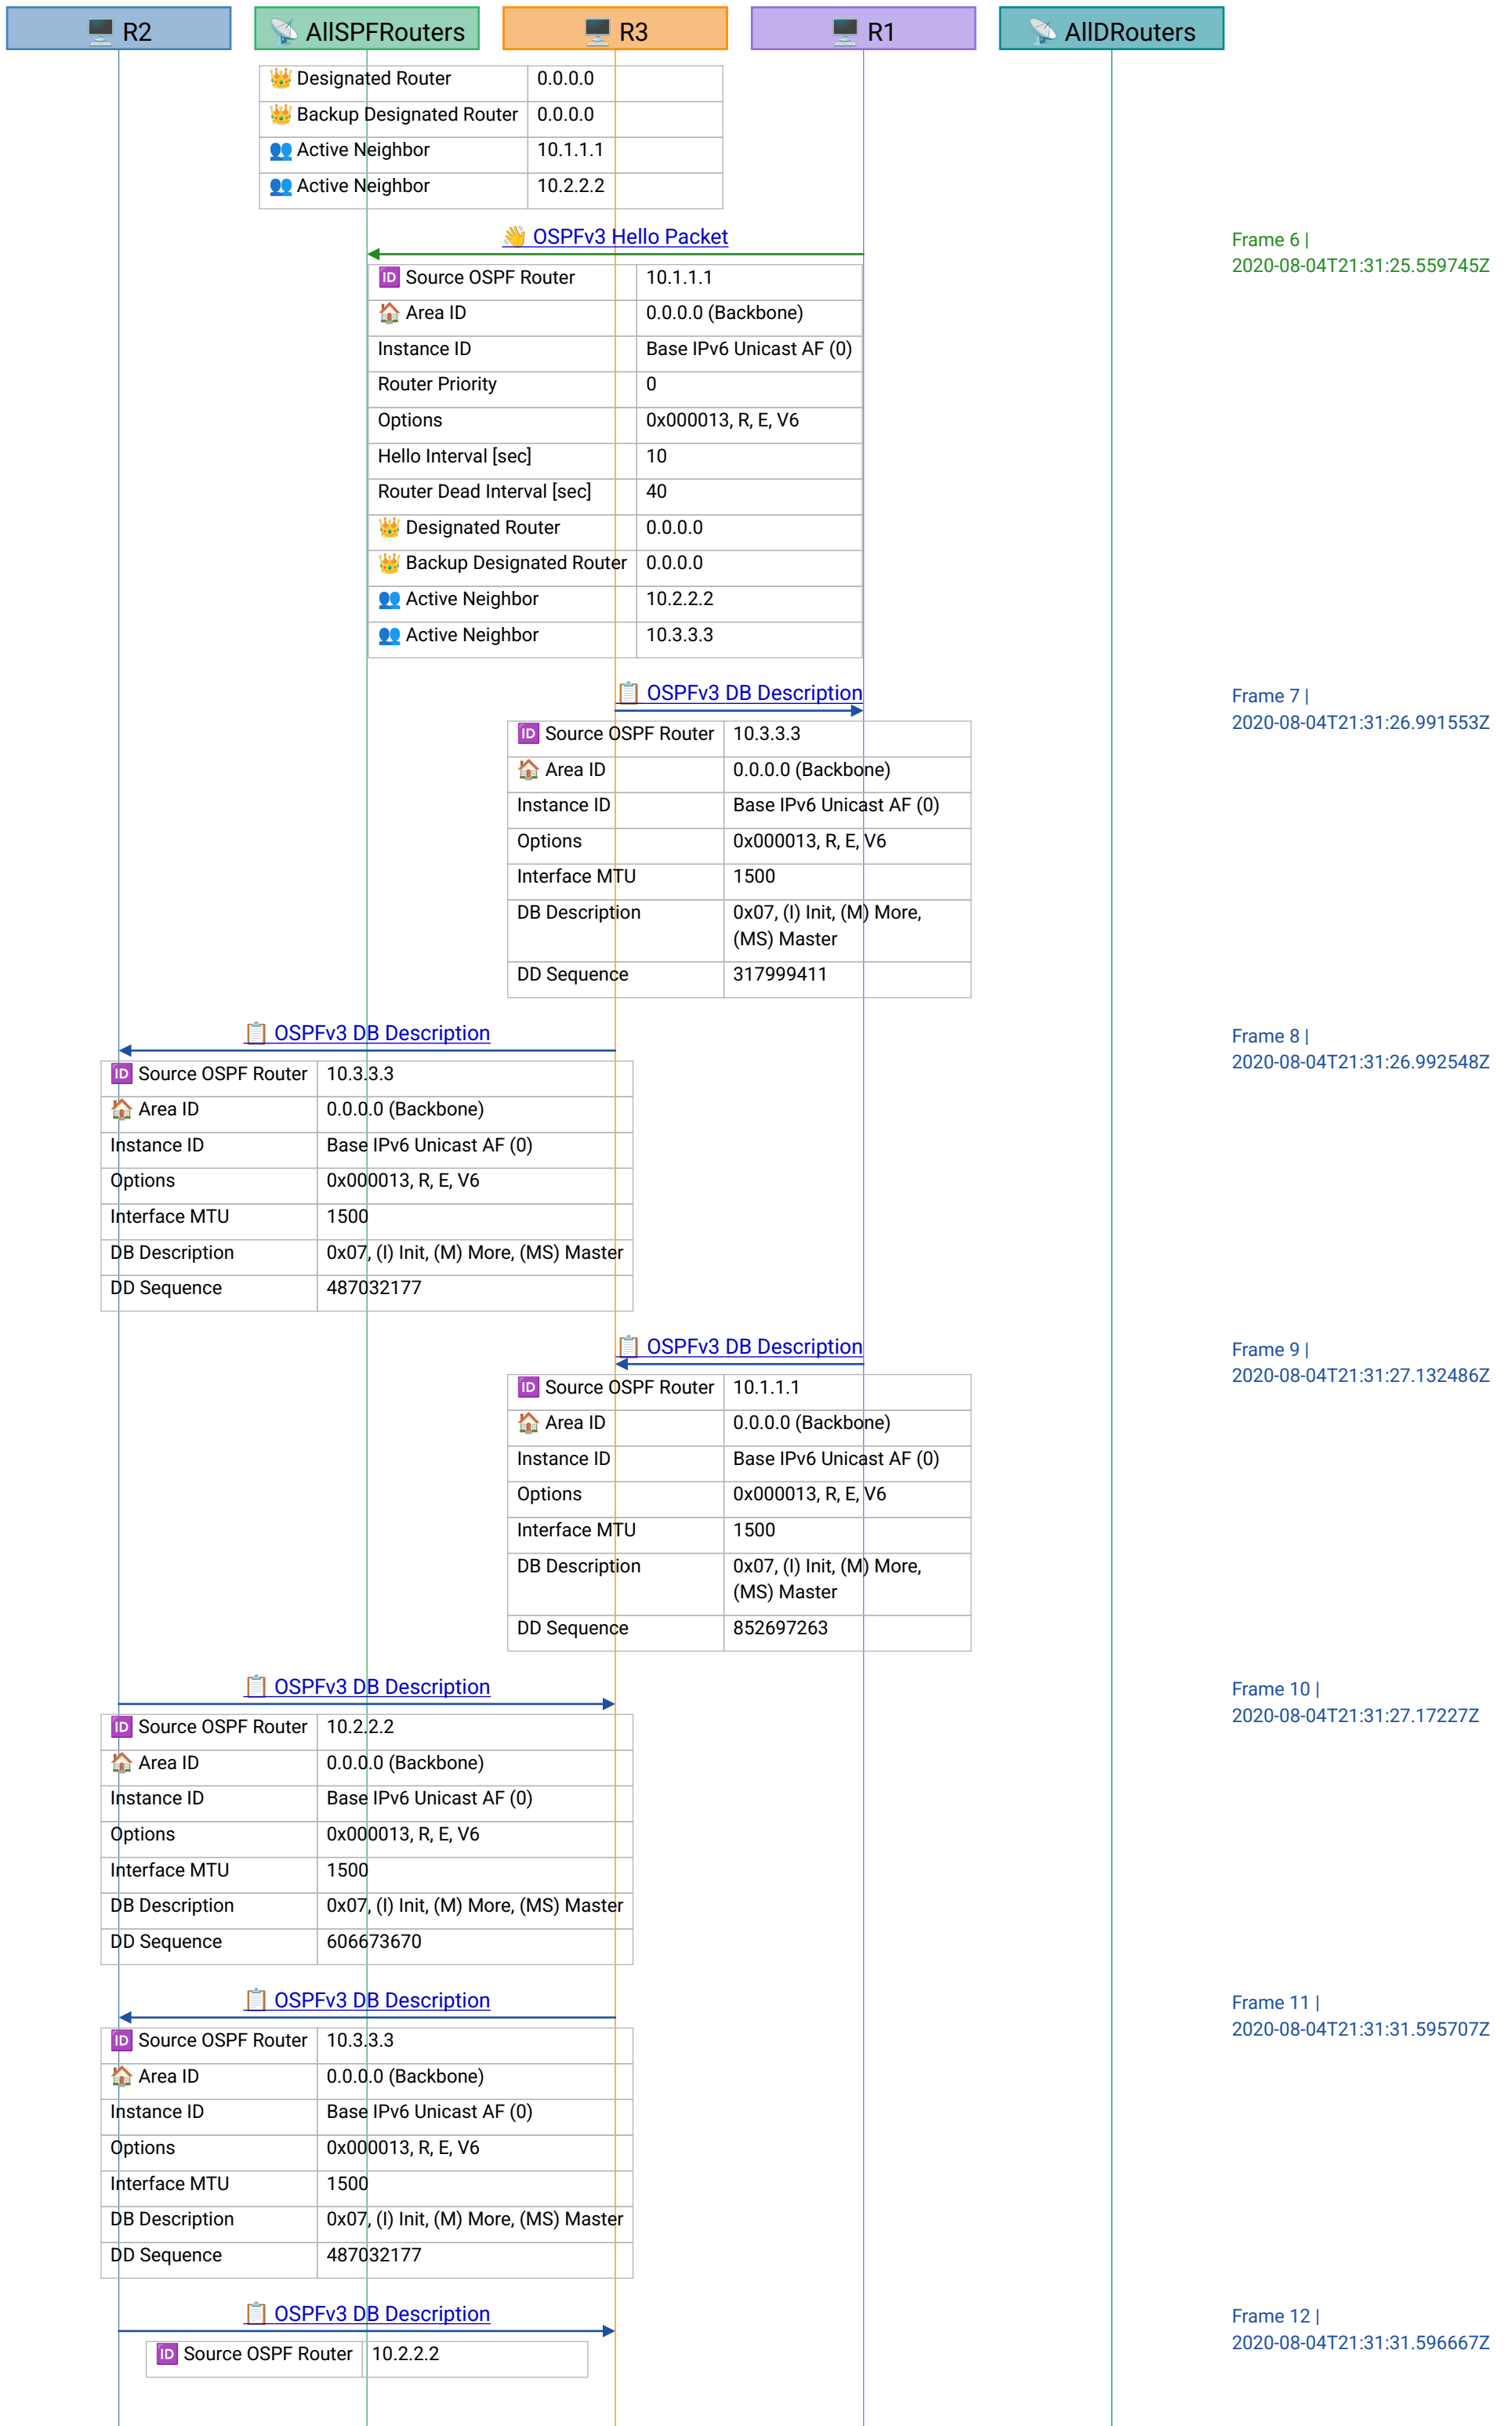 R2
AllSPFRouters
R3
R1
AllDRouters
Designated Router 0.0.0.0
Backup Designated Router 0.0.0.0
Active Neighbor 10.1.1.1
Active Neighbor 10.2.2.2
OSPFv3 Hello Packet
Frame 6 |
2020-08-04T21:31:25.559745Z
Source OSPF Router 10.1.1.1
Area ID 0.0.0.0 (Backbone)
Instance ID Base IPv6 Unicast AF (0)
Router Priority 0
Options 0x000013, R, E, V6
Hello Interval [sec] 10
Router Dead Interval [sec] 40
Designated Router 0.0.0.0
Backup Designated Router 0.0.0.0
Active Neighbor 10.2.2.2
Active Neighbor 10.3.3.3
OSPFv3 DB Description
Frame 7 |
2020-08-04T21:31:26.991553Z
Source OSPF Router 10.3.3.3
Area ID 0.0.0.0 (Backbone)
Instance ID Base IPv6 Unicast AF (0)
Options 0x000013, R, E, V6
Interface MTU 1500
DB Description 0x07, (I) Init, (M) More,
(MS) Master
DD Sequence 317999411
OSPFv3 DB Description
Frame 8 |
2020-08-04T21:31:26.992548Z
Source OSPF Router 10.3.3.3
Area ID 0.0.0.0 (Backbone)
Instance ID Base IPv6 Unicast AF (0)
Options 0x000013, R, E, V6
Interface MTU 1500
DB Description 0x07, (I) Init, (M) More, (MS) Master
DD Sequence 487032177
OSPFv3 DB Description
Frame 9 |
2020-08-04T21:31:27.132486Z
Source OSPF Router 10.1.1.1
Area ID 0.0.0.0 (Backbone)
Instance ID Base IPv6 Unicast AF (0)
Options 0x000013, R, E, V6
Interface MTU 1500
DB Description 0x07, (I) Init, (M) More,
(MS) Master
DD Sequence 852697263
OSPFv3 DB Description
Frame 10 |
2020-08-04T21:31:27.17227Z
Source OSPF Router 10.2.2.2
Area ID 0.0.0.0 (Backbone)
Instance ID Base IPv6 Unicast AF (0)
Options 0x000013, R, E, V6
Interface MTU 1500
DB Description 0x07, (I) Init, (M) More, (MS) Master
DD Sequence 606673670
OSPFv3 DB Description
Frame 11 |
2020-08-04T21:31:31.595707Z
Source OSPF Router 10.3.3.3
Area ID 0.0.0.0 (Backbone)
Instance ID Base IPv6 Unicast AF (0)
Options 0x000013, R, E, V6
Interface MTU 1500
DB Description 0x07, (I) Init, (M) More, (MS) Master
DD Sequence 487032177
OSPFv3 DB Description
Frame 12 |
2020-08-04T21:31:31.596667Z
Source OSPF Router 10.2.2.2